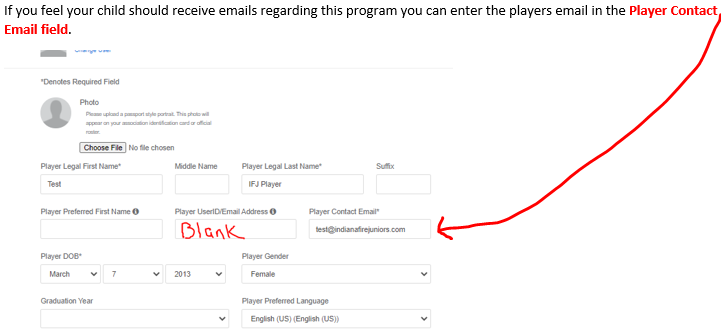 If you feel your child should receive emails regarding this program you can enter the players email in the Player Contact
Email field.
*Denotes Required Field
Photo
Please upload a passport style portrait. This photo will
appear on your association identification card or official
roster.
Choose File No file chosen
Player Legal First Name* Middle Name Player Legal Last Name* Suffix
Test IFJ Player
Player Preferred First Name Player UserID/Email Address Player Contact Email*
Blank test@indianafirejuniors.com
Player DOB* Player Gender
March 7 2013 Female
Graduation Year Player Preferred Language
English (US) (English (US))